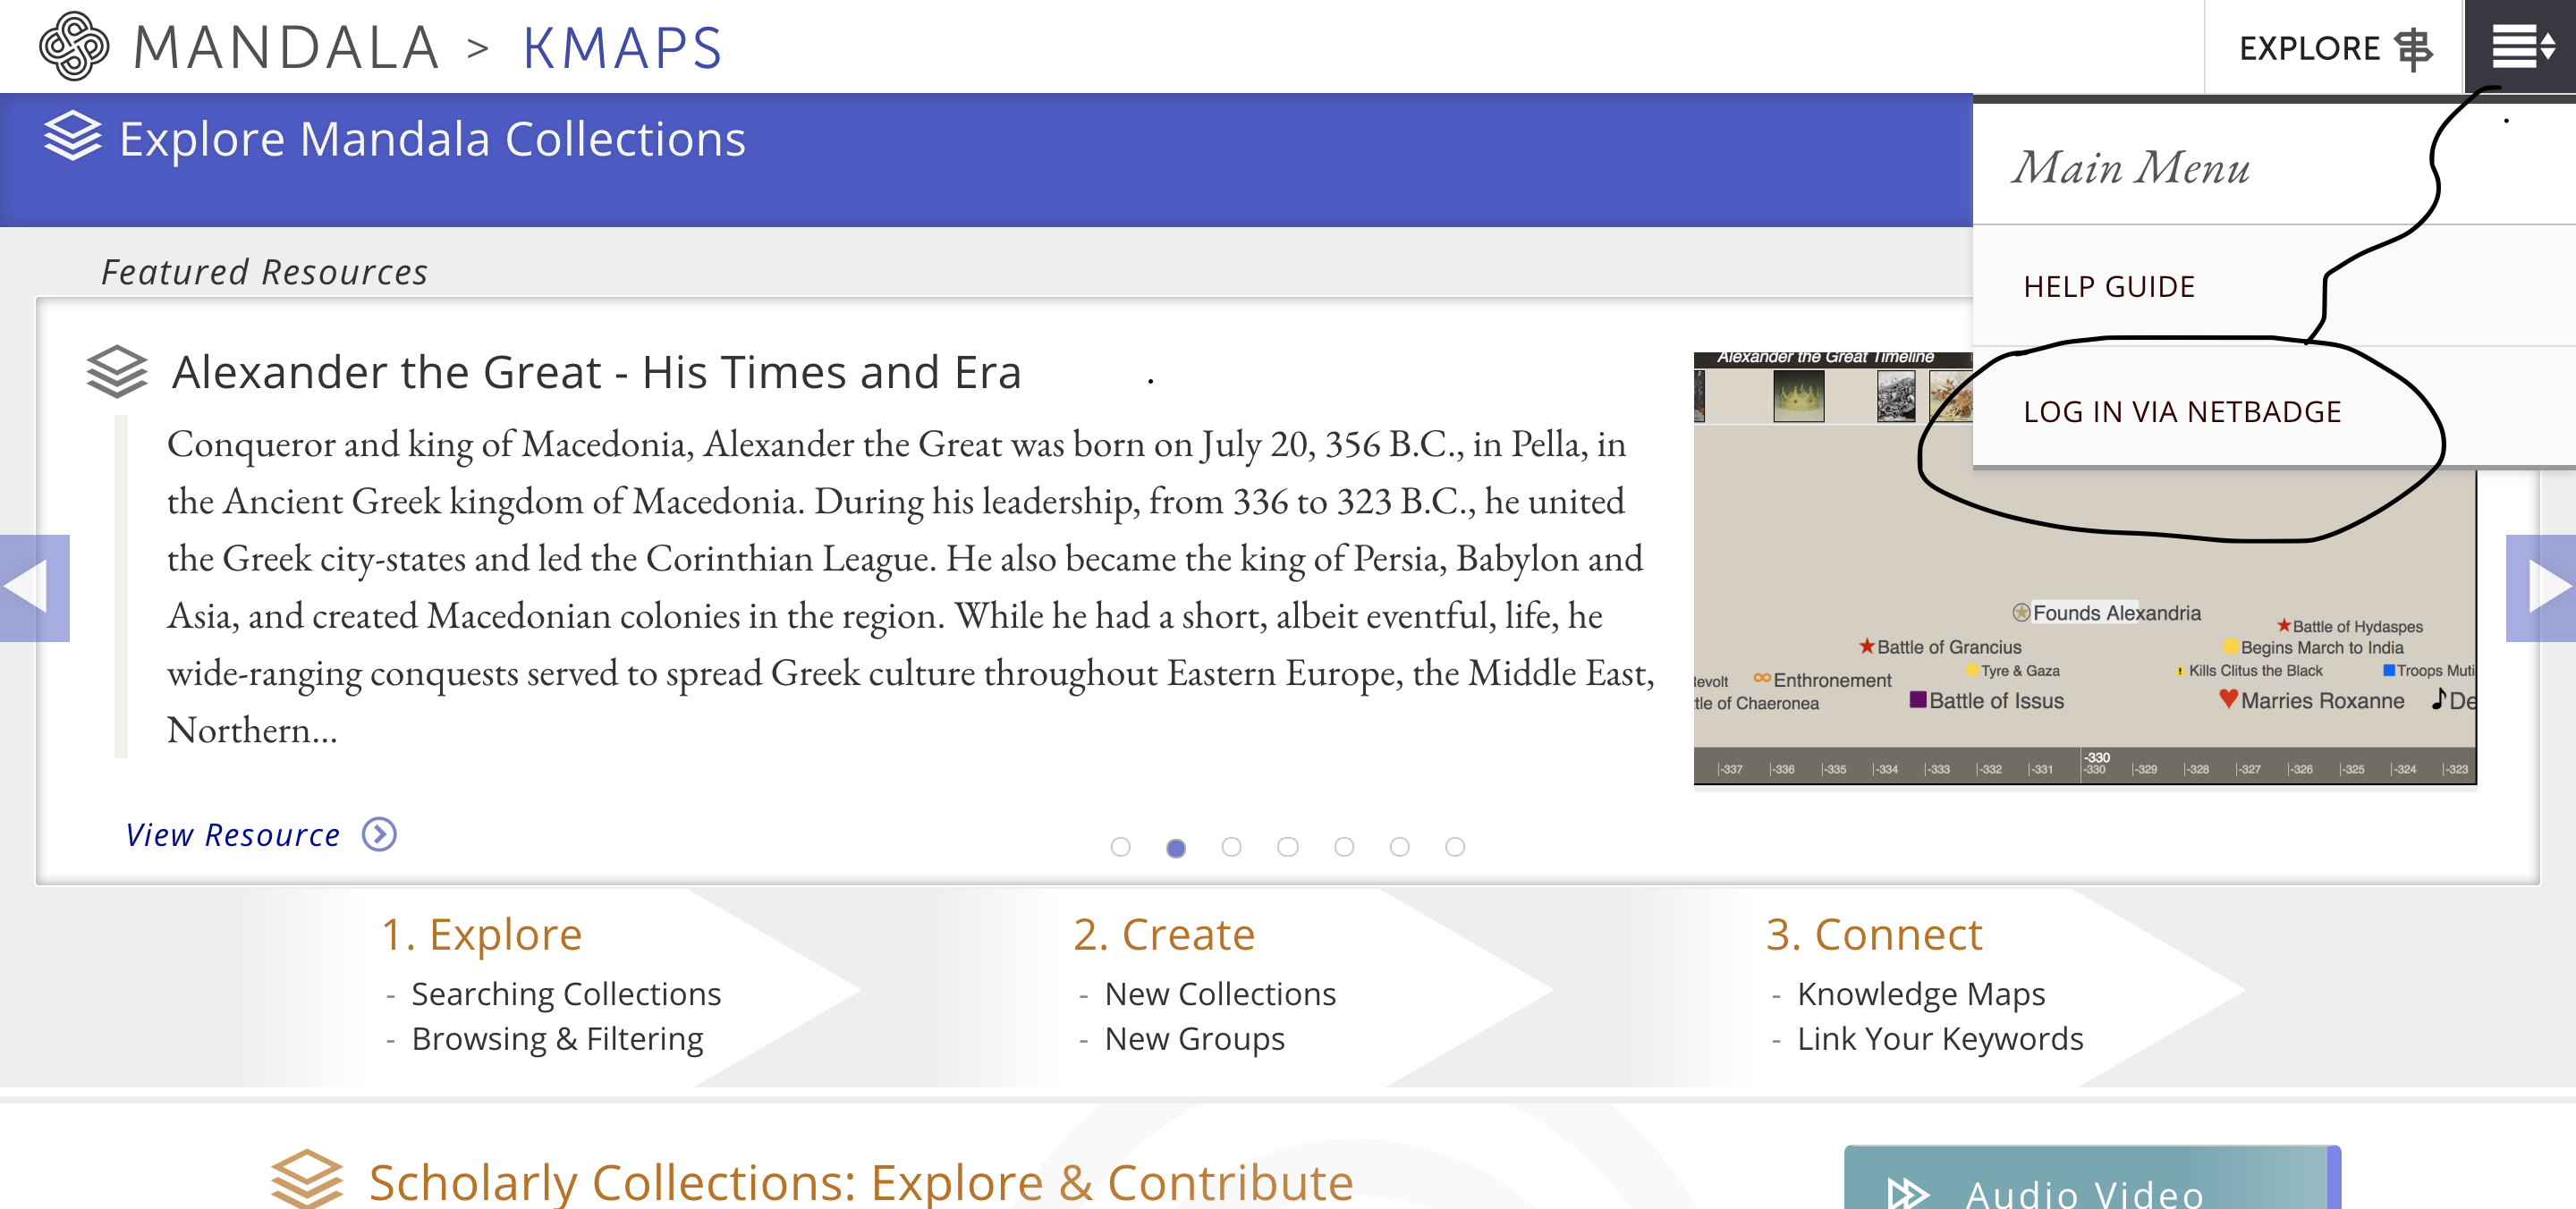 MANDALA > KMAPS
EXPLORE
Explore Mandala Collections
Main Menu
HELP GUIDE
LOG IN VIA NETBADGE
Featured Resources
Alexander the Great - His Times and Era
Conqueror and king of Macedonia, Alexander the Great was born on July 20, 356 B.C., in Pella, in
the Ancient Greek kingdom of Macedonia. During his leadership, from 336 to 323 B.C., he united
the Greek city-states and led the Corinthian League. He also became the king of Persia, Babylon and
Asia, and created Macedonian colonies in the region. While he had a short, albeit eventful, life, he
wide-ranging conquests served to spread Greek culture throughout Eastern Europe, the Middle East,
Northern...
View Resource
Alexander the Great Timeline
Founds Alexandria
Battle of Hydaspes
Battle of Grancius
Begins March to India
Tyre & Gaza
Kills Clitus the Black
Troops Muti
evolt
Enthronement
tle of Chaeronea
Battle of Issus
Marries Roxanne
De
-330
-337 -336 -335 -334 -333 -332 -331 -330 -329 -328 -327 -326 -325 -324 -323
1. Explore
- Searching Collections
- Browsing & Filtering
2. Create
- New Collections
- New Groups
3. Connect
- Knowledge Maps
- Link Your Keywords
Scholarly Collections: Explore & Contribute
Audio Video